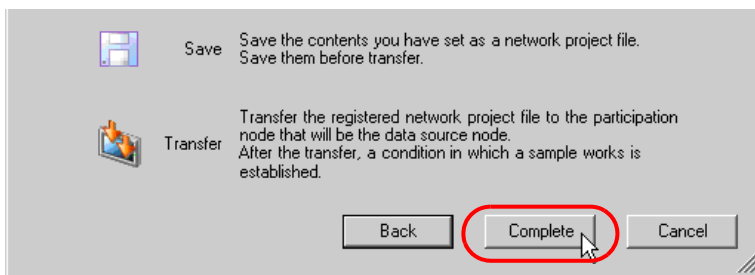 Save
Save the contents you have set as a network project file.
Save them before transfer.
Transfer
Transfer the registered network project file to the participation
node that will be the data source node.
After the transfer, a condition in which a sample works is
established.
Back
Complete
Cancel